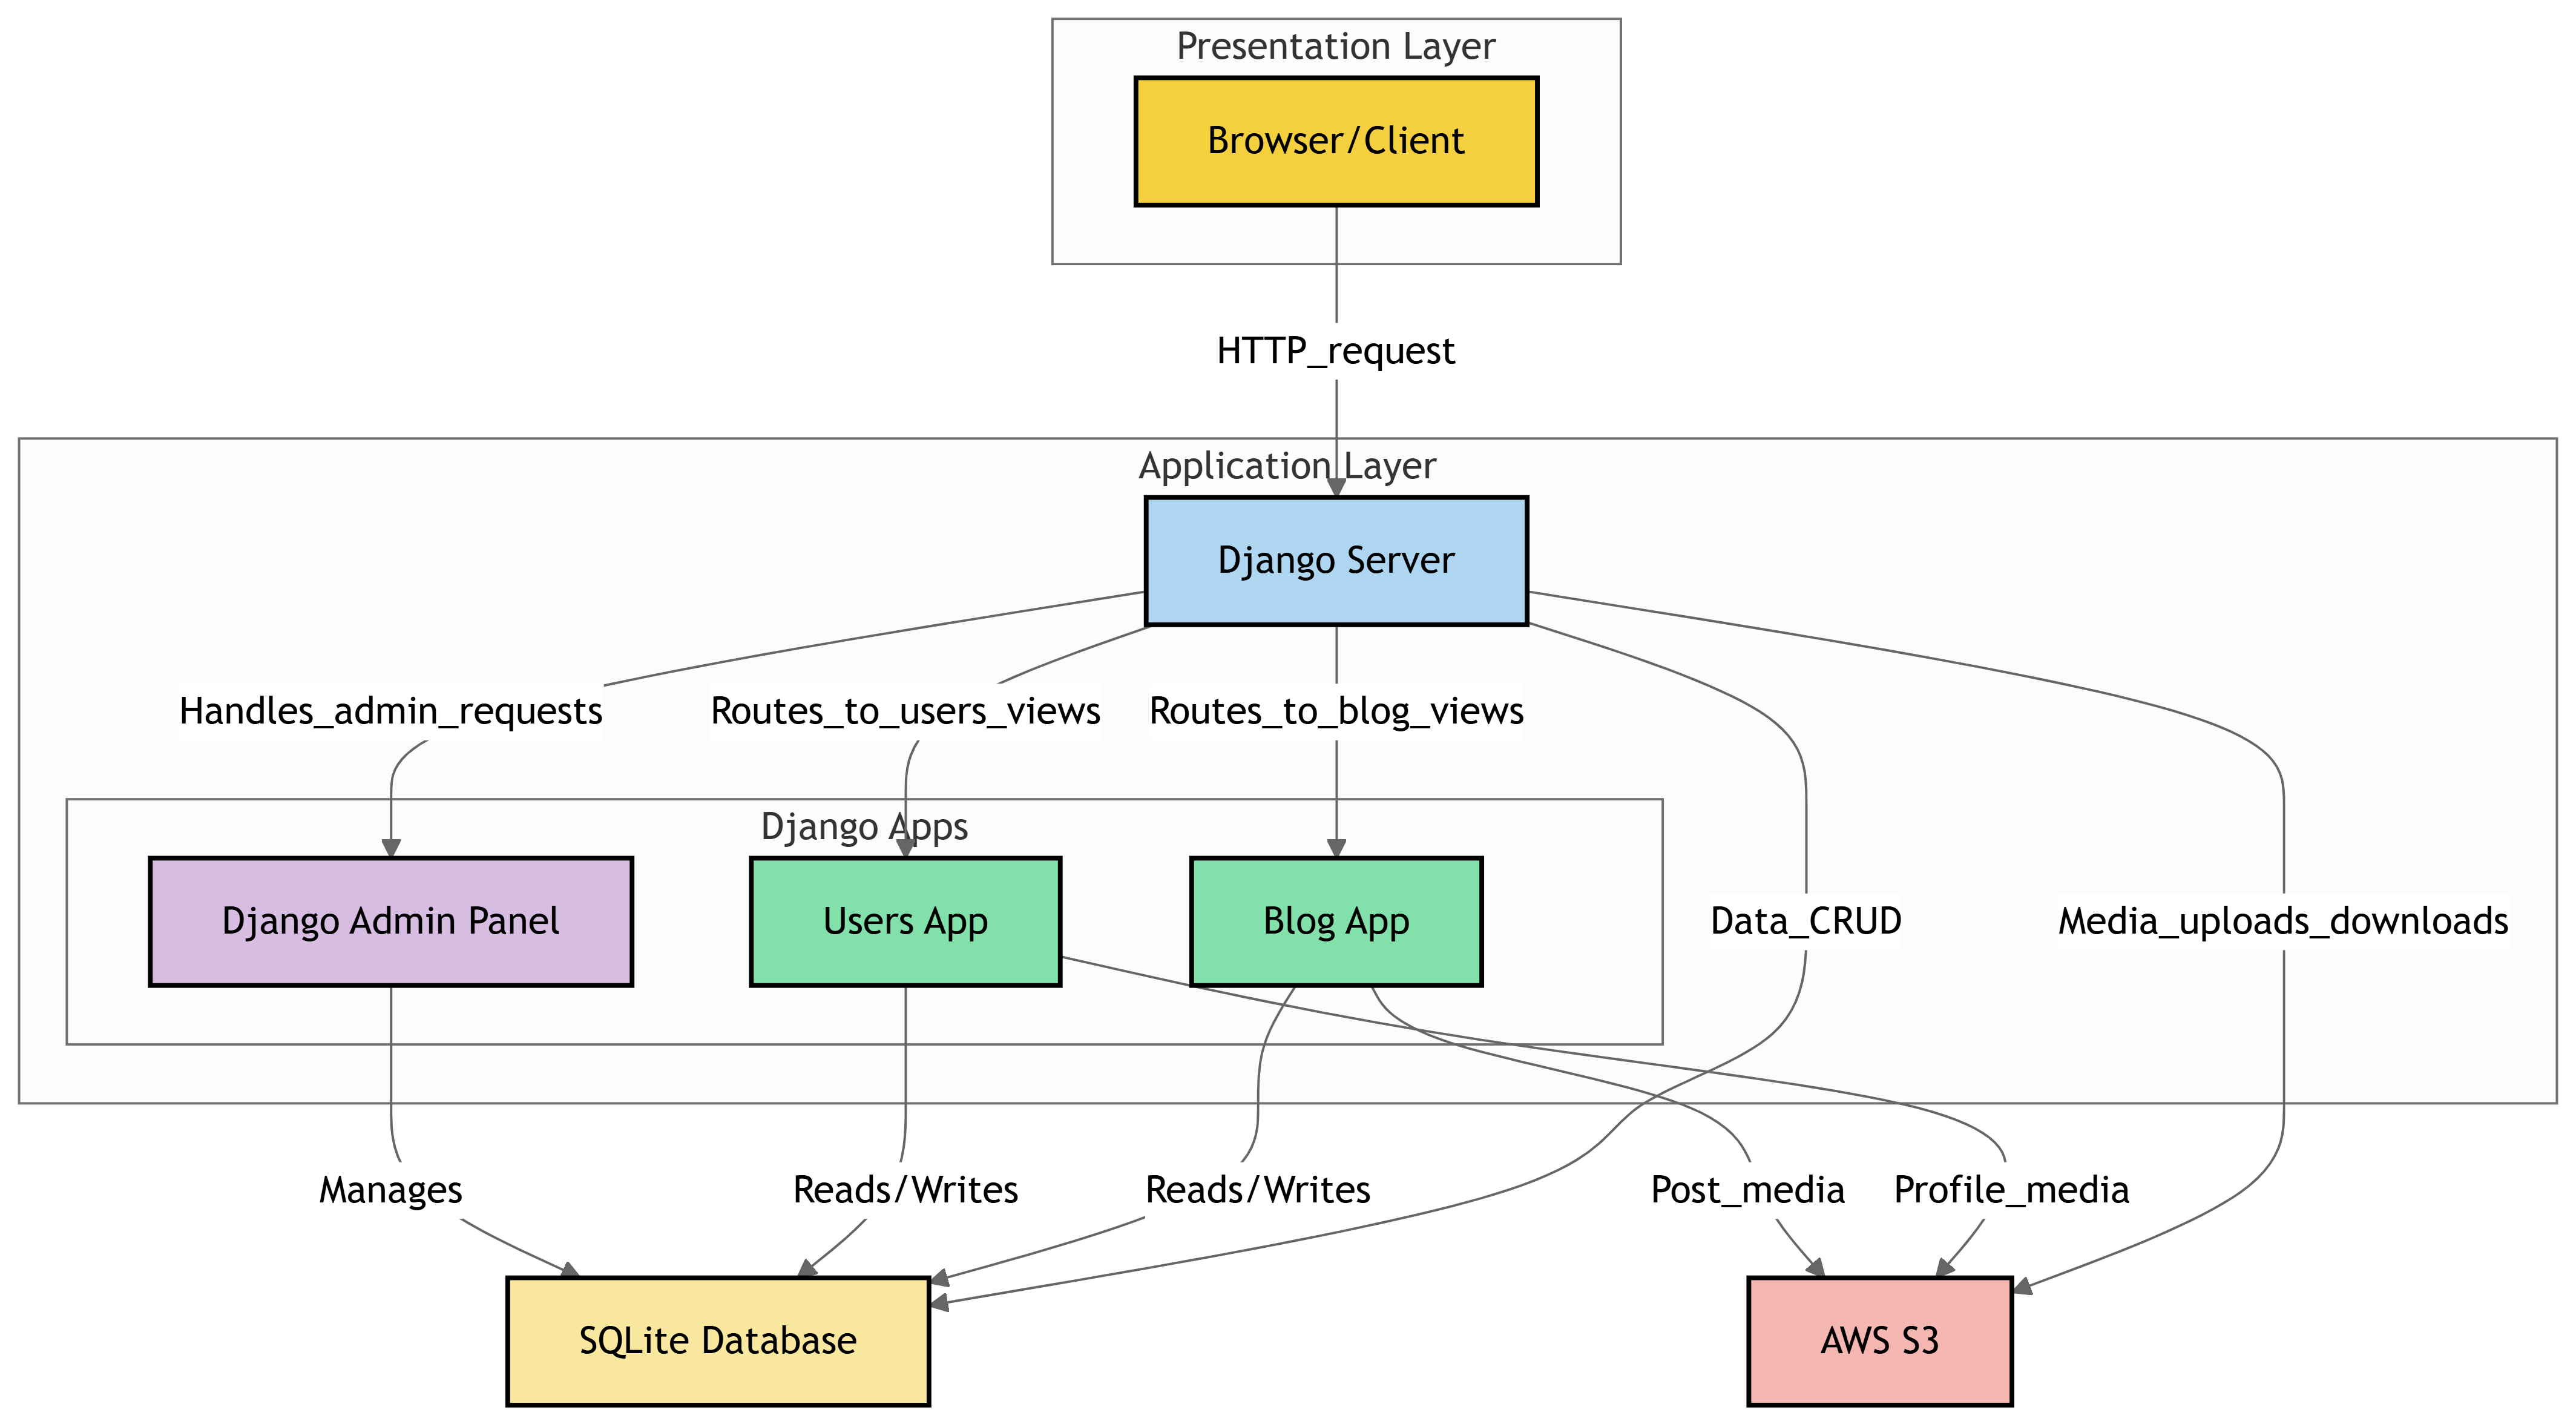 Presentation Layer
Browser/Client
HTTP_request
Application Layer
Django Server
Handles_admin_requests
Routes_to_users_views
Routes_to_blog_views
Django Apps
Django Admin Panel
Users App
Blog App
Data_CRUD
Media_uploads_downloads
Manages
Reads/Writes
Reads/Writes
Post_media
Profile_media
SQLite Database
AWS S3